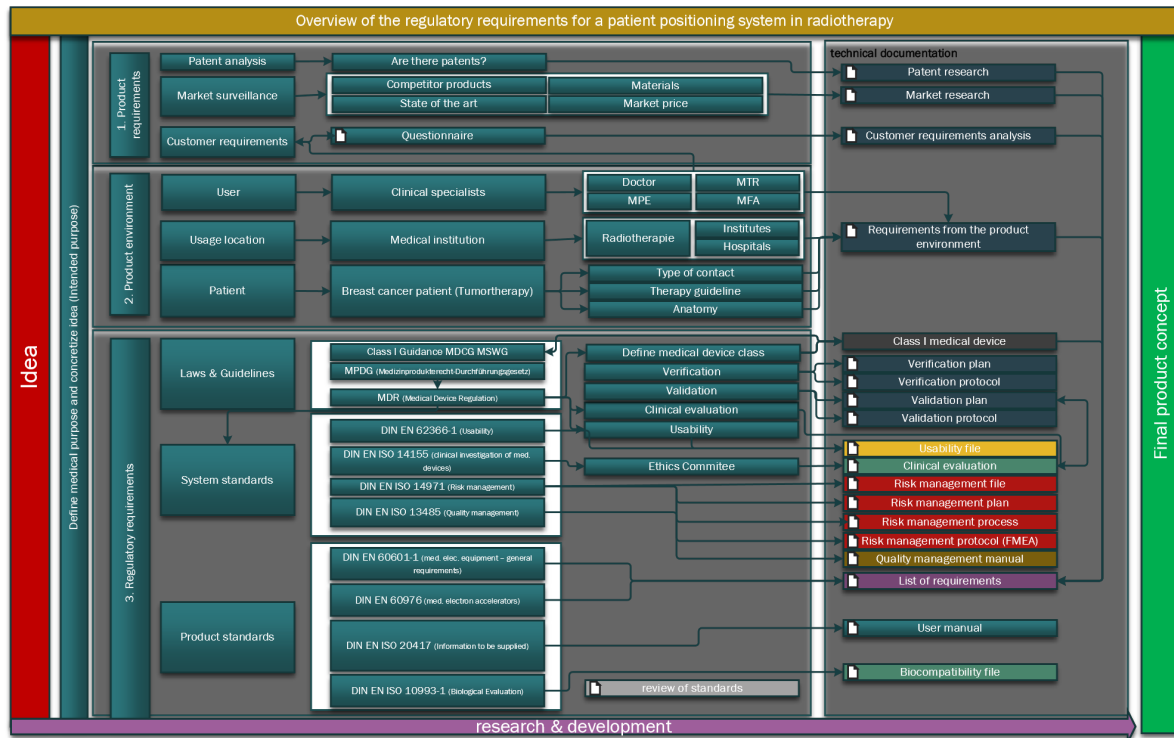 Overview of the regulatory requirements for a patient positioning system in radiotherapy
Idea
Define medical purpose and concretize idea (Intended purpose)
1. Product
requirements
Patent analysis
Are there patents?
Market surveillance
Competitor products
Materials
State of the art
Market price
Customer requirements
Questionnaire
technical documentation
Patent research
Market research
Customer requirements analysis
2. Product environment
User
Clinical specialists
Doctor
MTR
MPE
MFA
Usage location
Medical institution
Radiotherapie
Institutes
Hospitals
Requirements from the product
environment
Patient
Breast cancer patient (Tumortherapy)
Type of contact
Therapy guideline
Anatomy
3. Regulatory requirements
Laws & Guidelines
Class I Guidance MDCG MSWG
MPDG (Medizinprodukterecht-Durchführungsgesetz)
MDR (Medical Device Regulation)
Define medical device class
Verification
Validation
Clinical evaluation
Usability
Class I medical device
Verification plan
Verification protocol
Validation plan
Validation protocol
System standards
DIN EN 62366-1 (Usability)
DIN EN ISO 14155 (clinical investigation of med.
devices)
DIN EN ISO 14971 (Risk management)
DIN EN ISO 13485 (Quality management)
Ethics Commitee
Usability file
Clinical evaluation
Risk management file
Risk management plan
Risk management process
Risk management protocol (FMEA)
Quality management manual
List of requirements
Product standards
DIN EN 60601-1 (med. elec. equipment – general
requirements)
DIN EN 60976 (med. electron accelerators)
DIN EN ISO 20417 (Information to be supplied)
DIN EN ISO 10993-1 (Biological Evaluation)
review of standards
User manual
Biocompatibility file
research & development
Final product concept